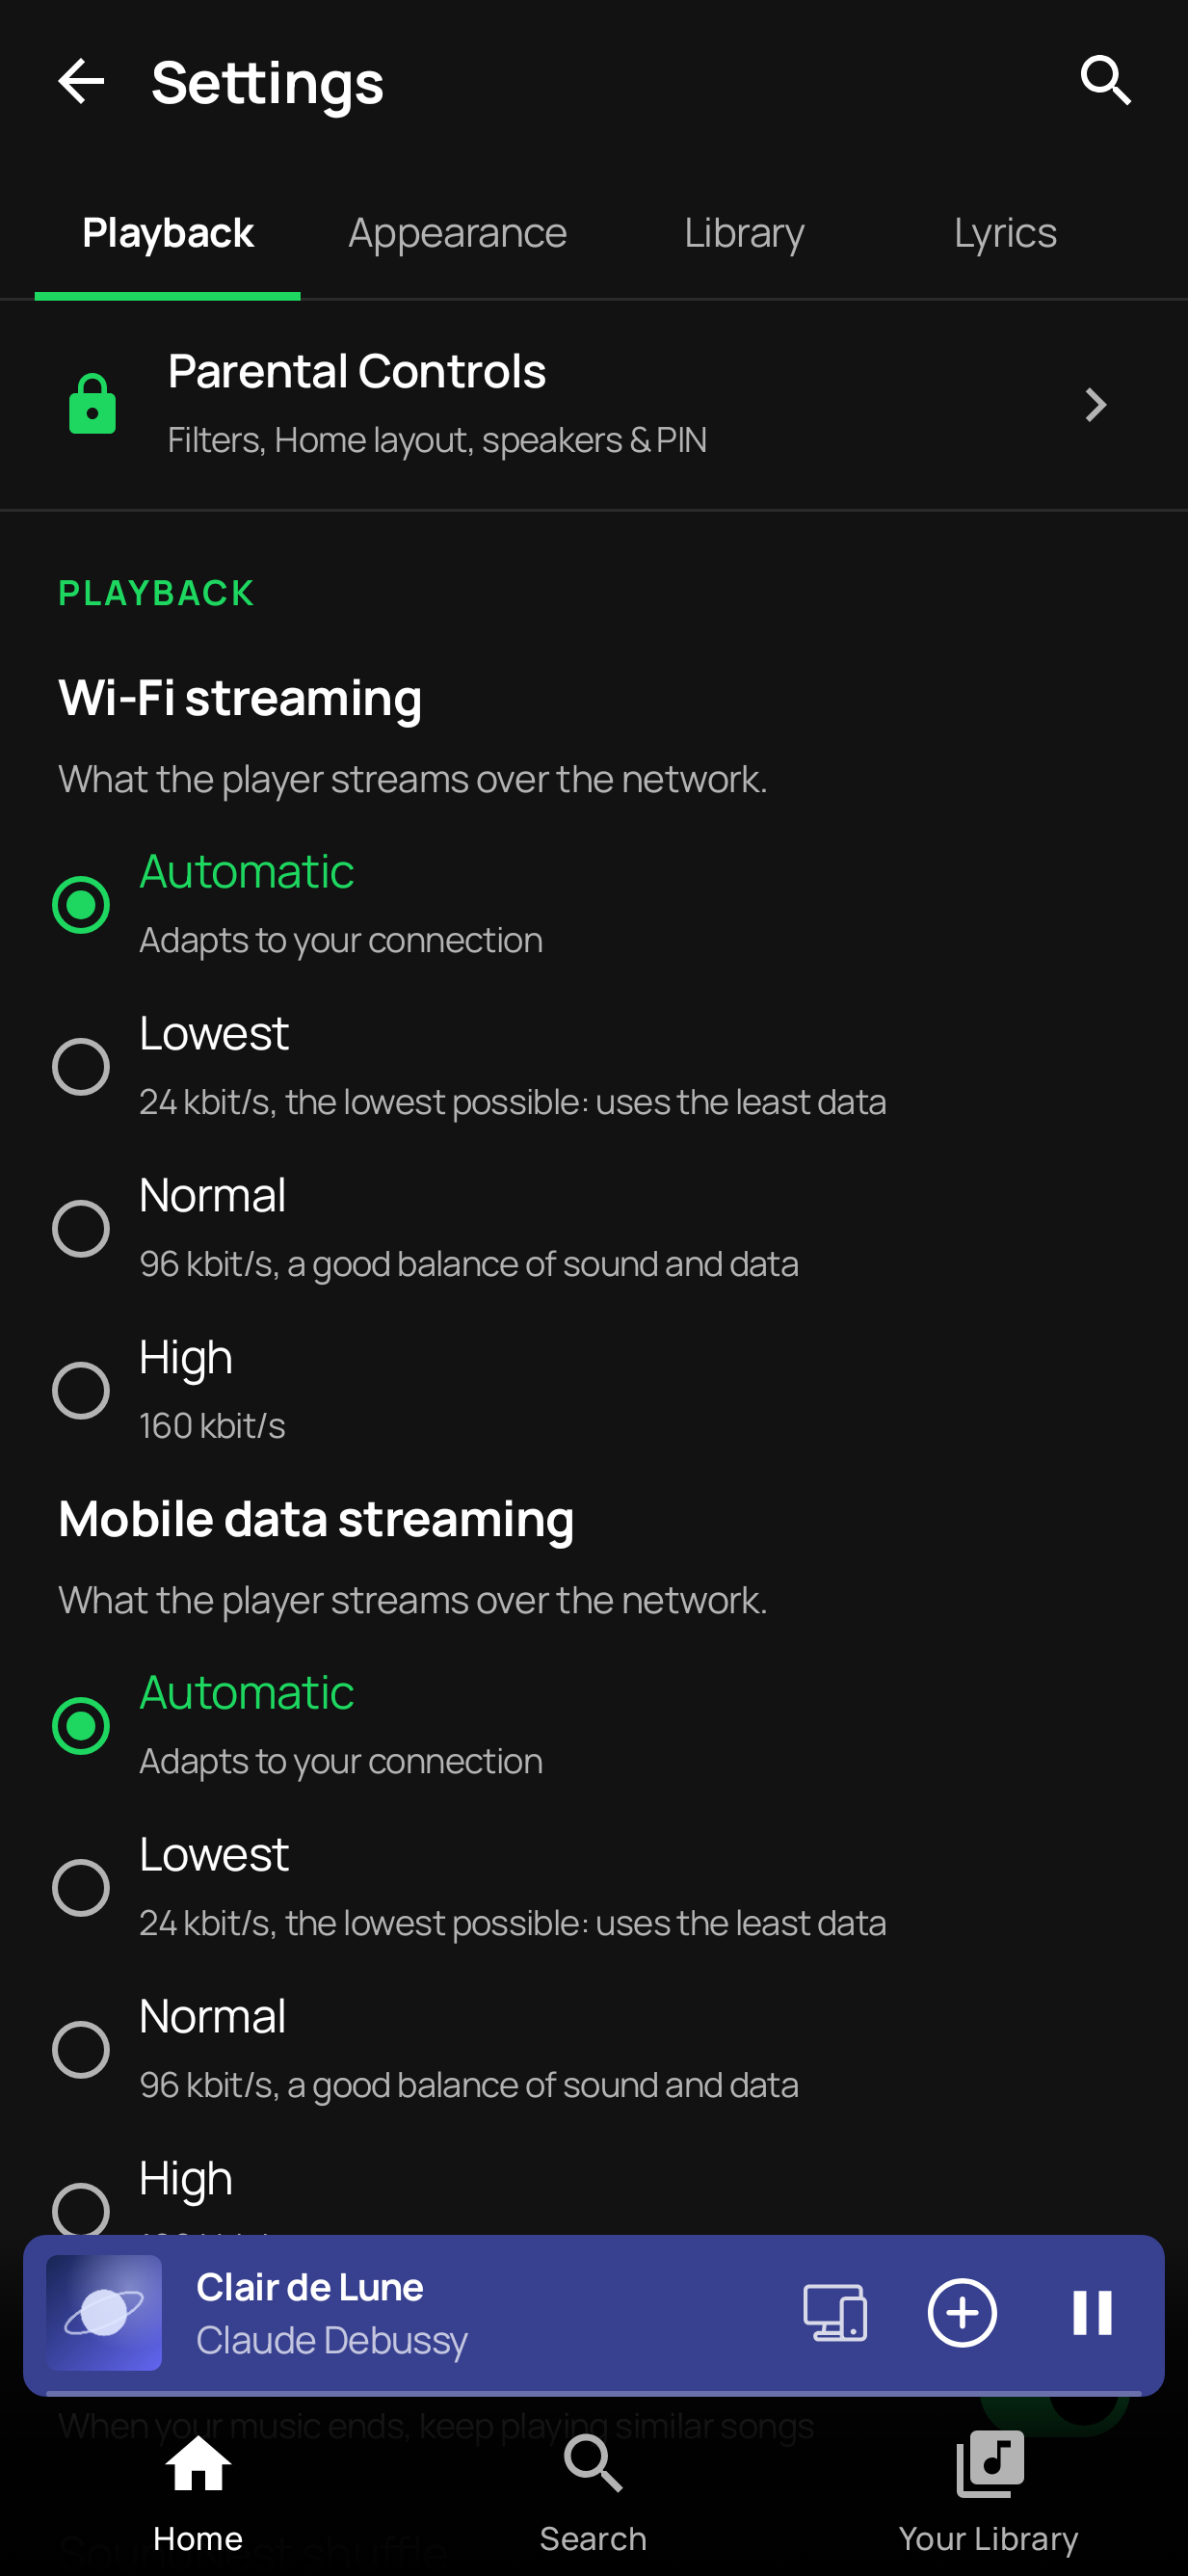 Settings
Playback
Appearance
Library
Lyrics
Parental Controls
Filters, Home layout, speakers & PIN
PLAYBACK
Wi-Fi streaming
What the player streams over the network.
Automatic
Adapts to your connection
Lowest
24 kbit/s, the lowest possible: uses the least data
Normal
96 kbit/s, a good balance of sound and data
High
160 kbit/s
Mobile data streaming
What the player streams over the network.
Automatic
Adapts to your connection
Lowest
24 kbit/s, the lowest possible: uses the least data
Normal
96 kbit/s, a good balance of sound and data
High
Clair de Lune
Claude Debussy
When your music ends, keep playing similar songs
Home
Search
Your Library